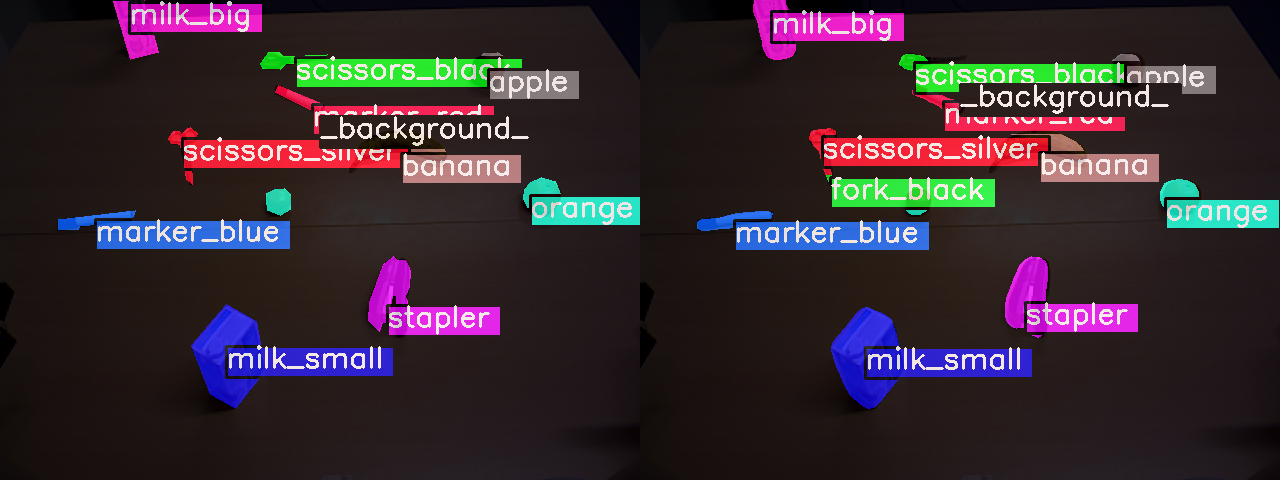 milk_big
scissors_black
apple
marker_red
_background_
scissors_silver
banana
orange
marker_blue
stapler
milk_small
milk_big
scissors_black
apple
_background_
marker_red
scissors_silver
banana
fork_black
orange
marker_blue
stapler
milk_small